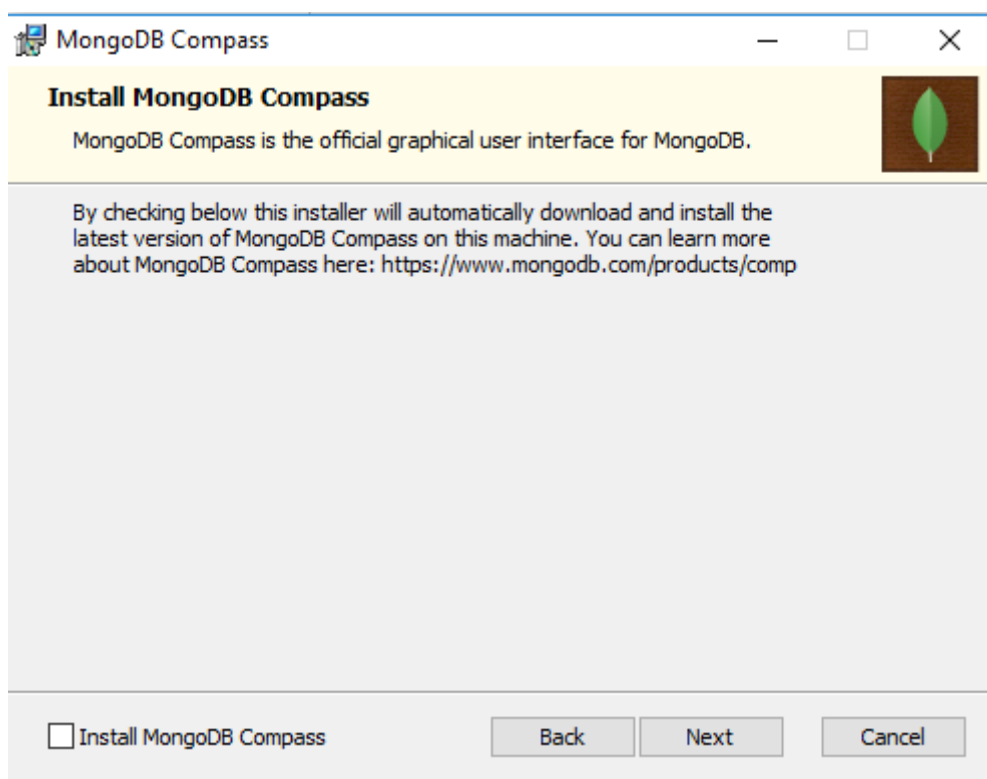 MongoDB Compass
Install MongoDB Compass
MongoDB Compass is the official graphical user interface for MongoDB.
By checking below this installer will automatically download and install the
latest version of MongoDB Compass on this machine. You can learn more
about MongoDB Compass here: https://www.mongodb.com/products/comp
Install MongoDB Compass Back Next Cancel